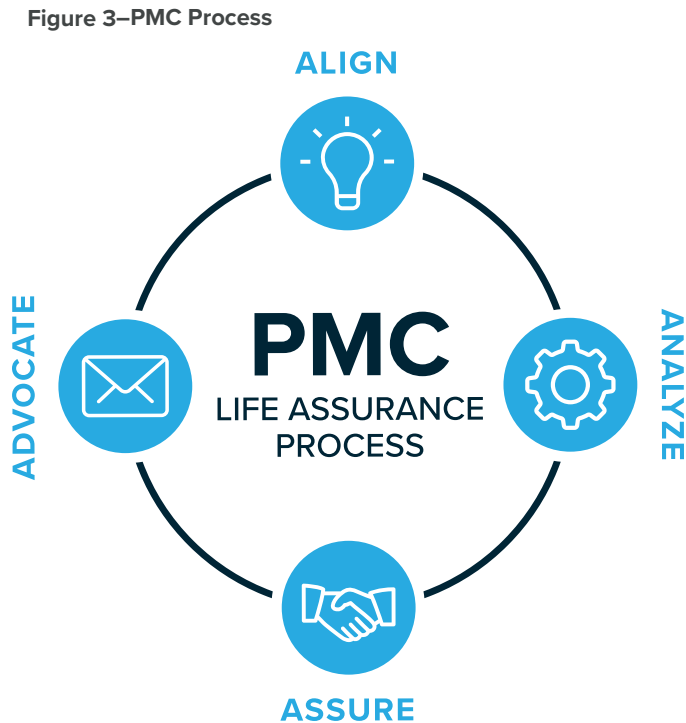 Figure 3–PMC Process
ALIGN
ANALYZE
ASSURE
ADVOCATE
PMC
LIFE ASSURANCE
PROCESS